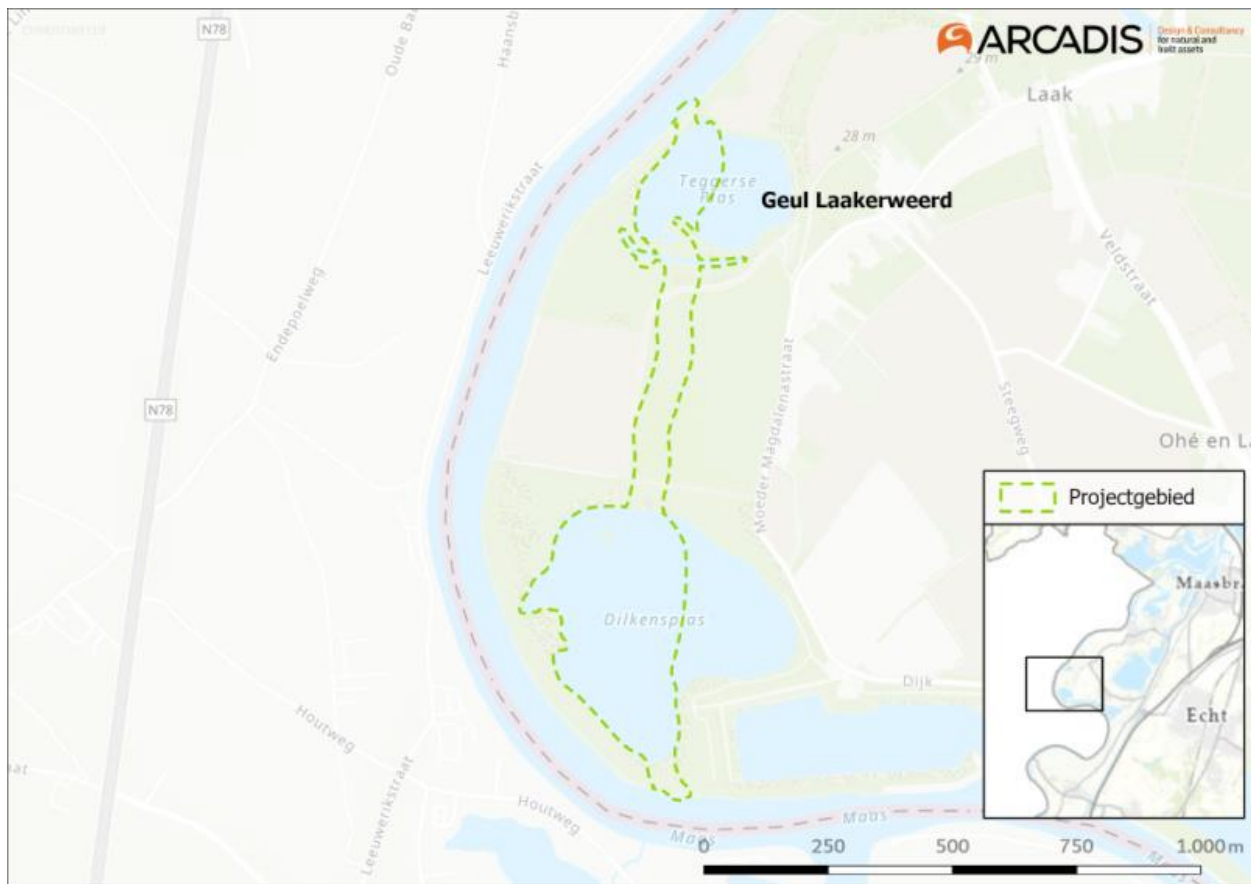 N78
Oude Ba
Haansb
ARCADIS
Design & Consultancy
for natural and
built assets
29 m
Laak
28 m
Leeuwerikstraat
Teggerse
Plas
Geul Laakerweerd
Endepoelweg
Veldstraat
N78
Moeder Magdalenastraat
Steegweg
Ohé en La
Projectgebied
Maasbr
Dilkensplas
Dijk
Echt
Houtweg
aat
Leeuwerikstraat
Houtweg
Maas
Maas
Maas
0 250 500 750 1.000 m